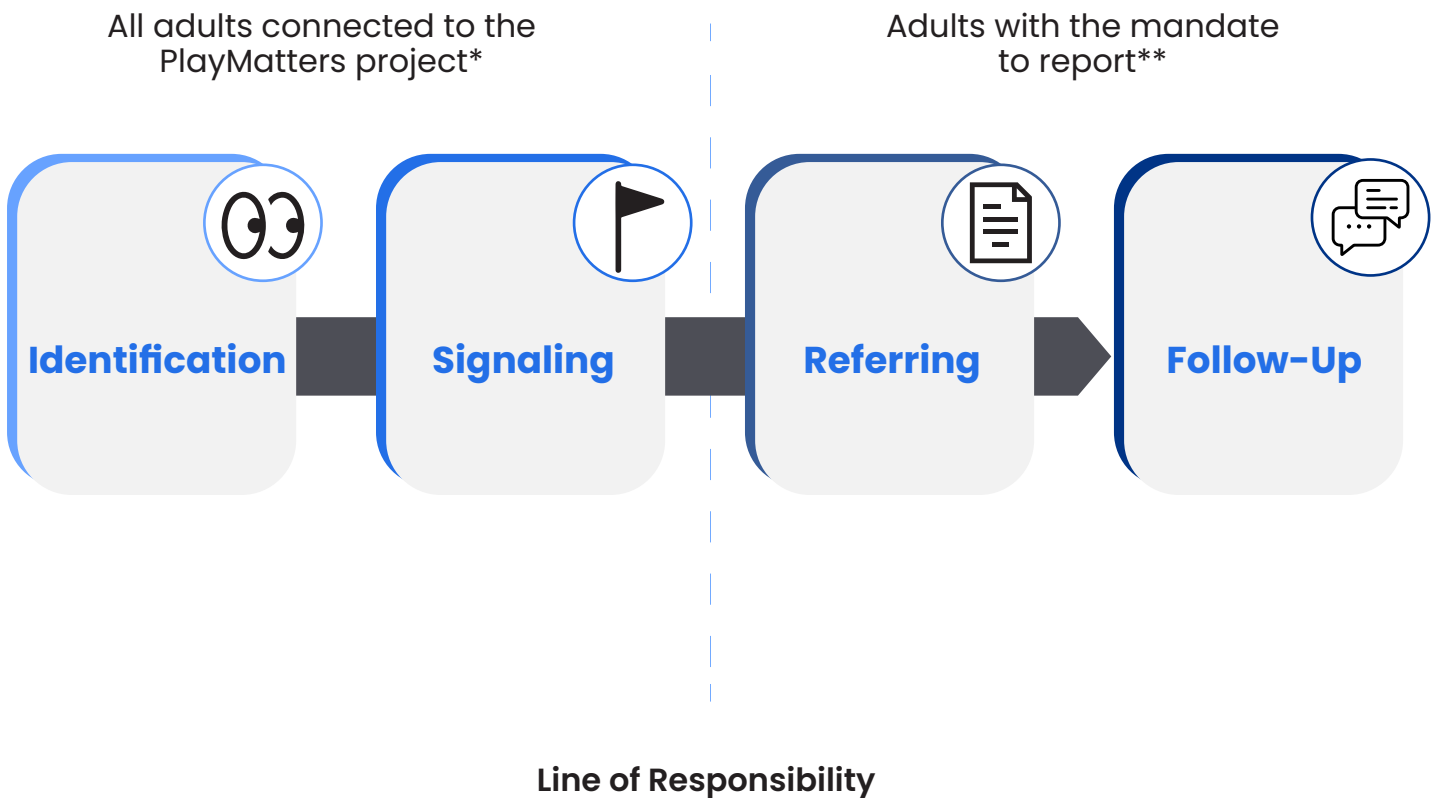 All adults connected to the
PlayMatters project*
Adults with the mandate
to report**
Identification
Signaling
Referring
Follow-Up
Line of Responsibility